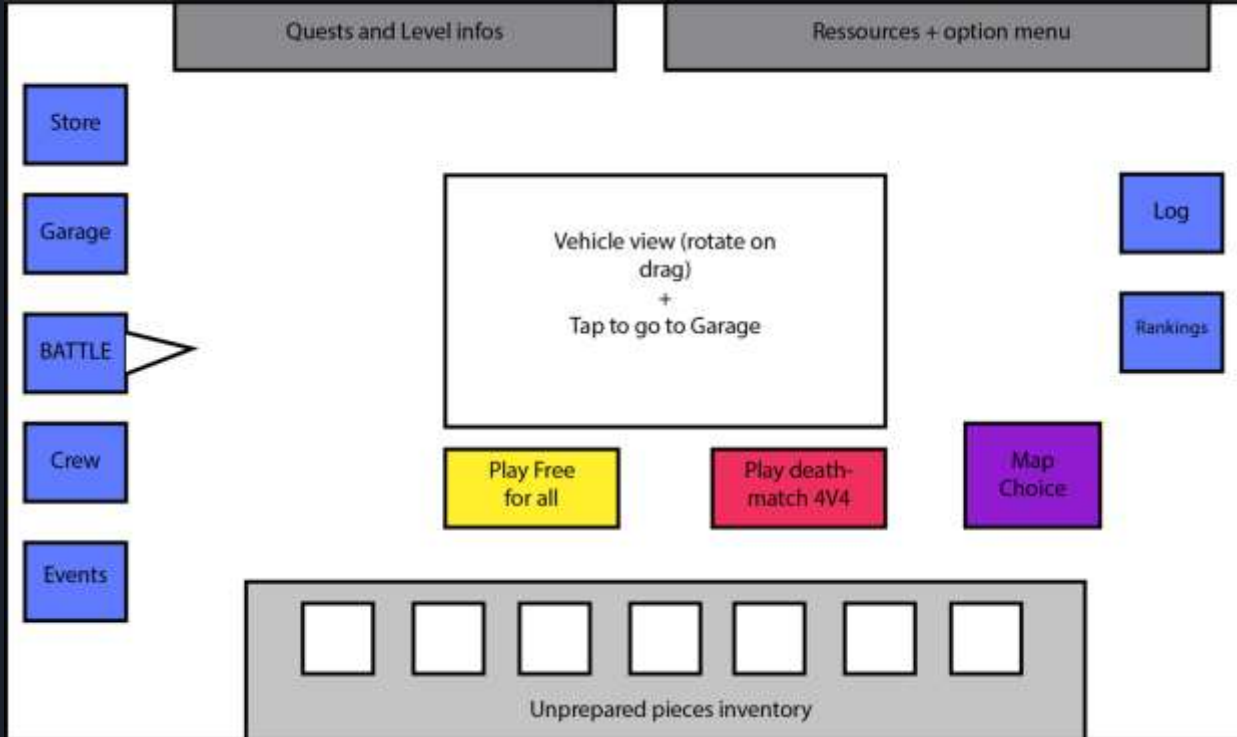 Quests and Level infos
Ressources + option menu
Store
Garage
BATTLE
Crew
Events
Vehicle view (rotate on
drag)
+
Tap to go to Garage
Log
Rankings
Play Free
for all
Play death-
match 4V4
Map
Choice
Unprepared pieces inventory